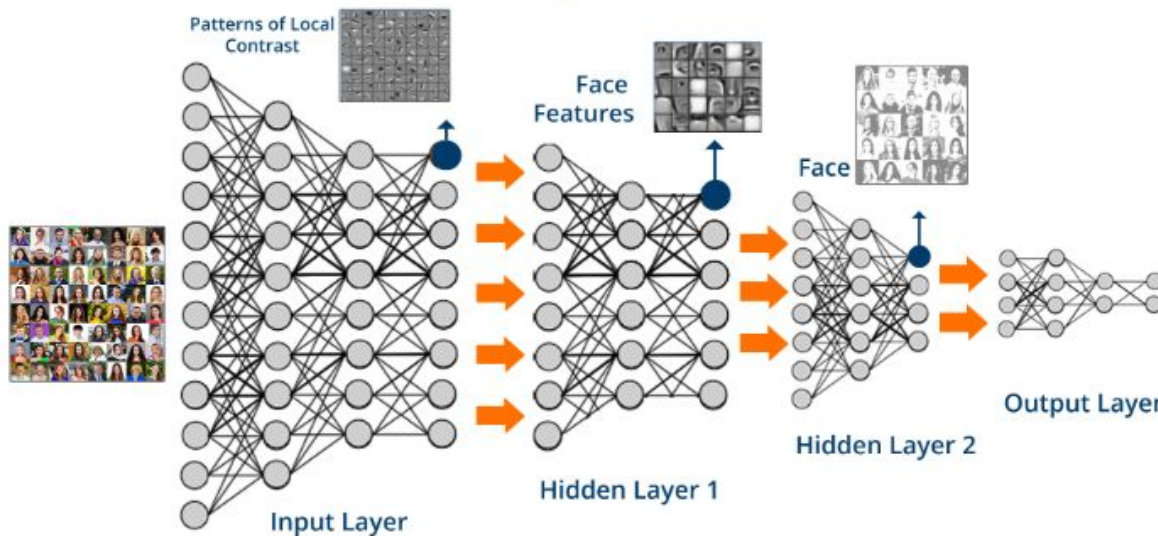 Patterns of Local
Contrast
Face
Features
Face
Input Layer
Hidden Layer 1
Hidden Layer 2
Output Layer